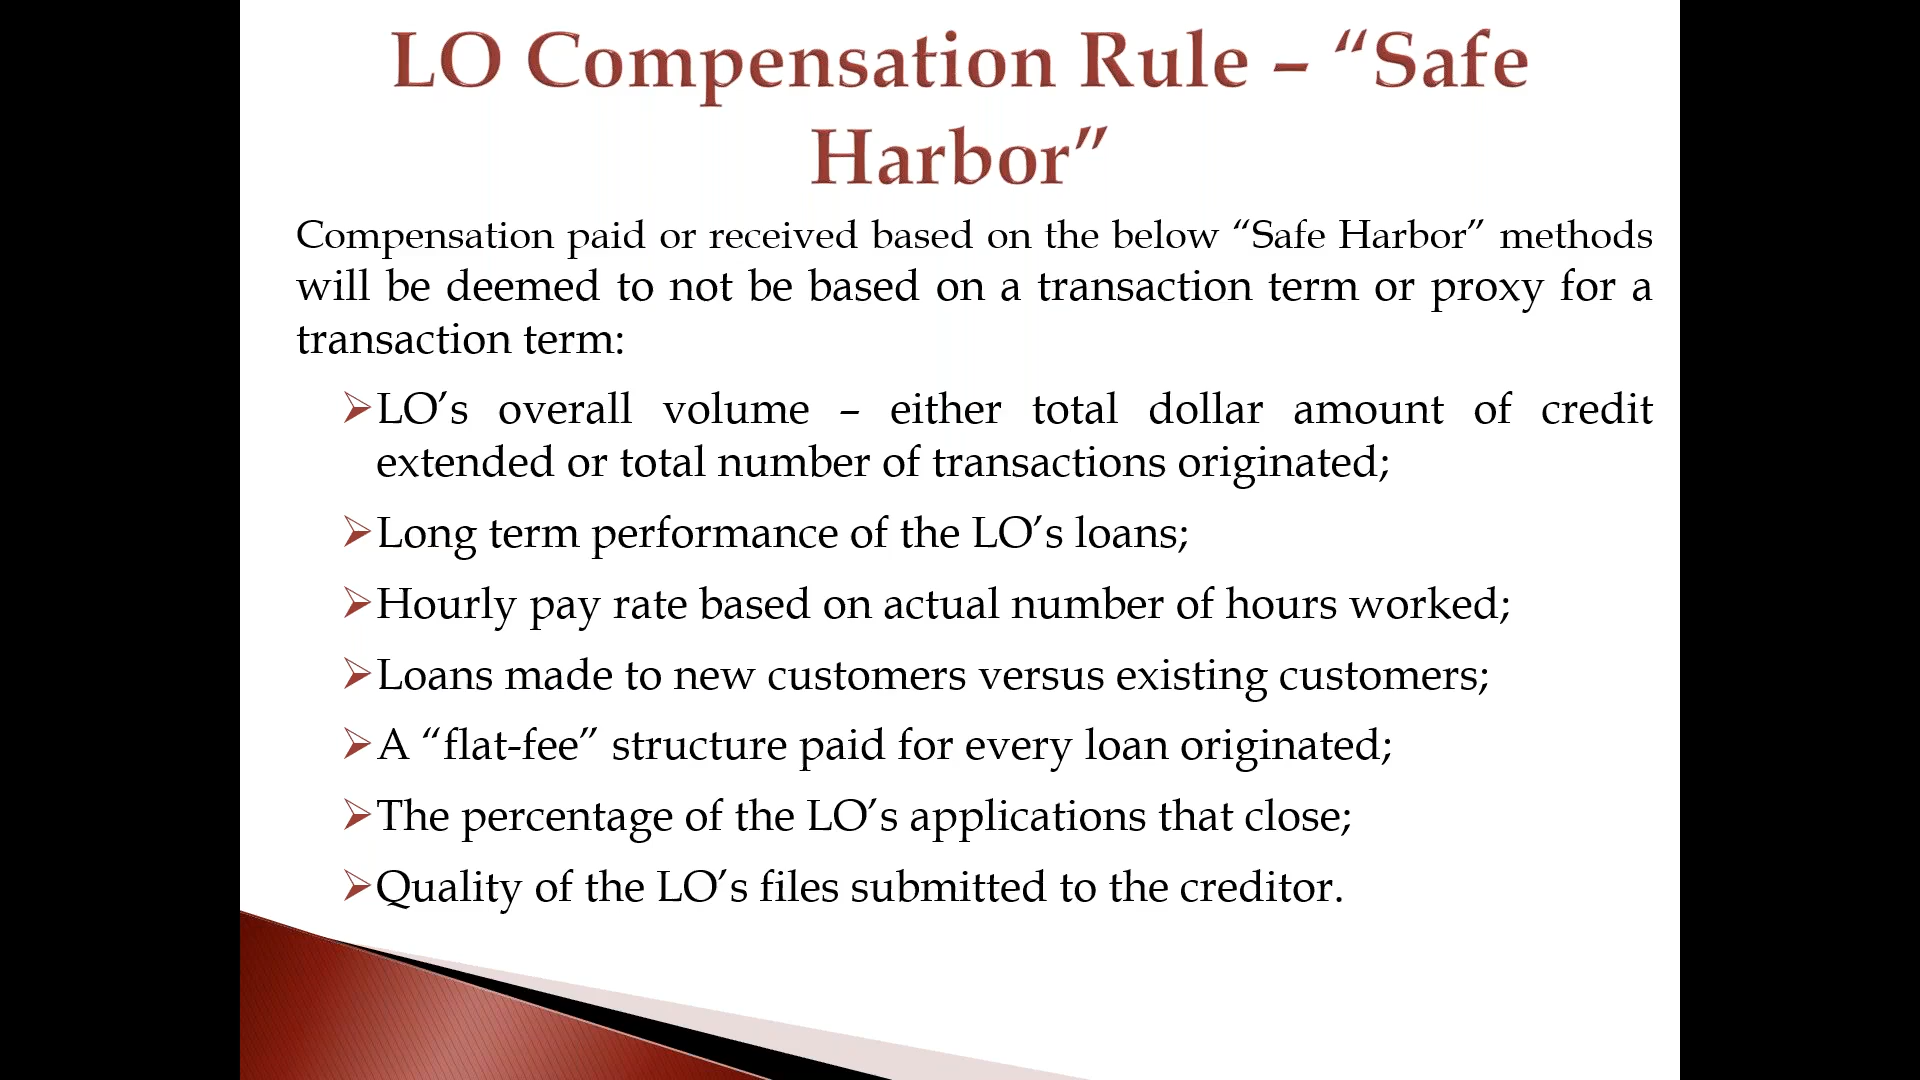 LO Compensation Rule – “Safe
Harbor”
Compensation paid or received based on the below “Safe Harbor” methods
will be deemed to not be based on a transaction term or proxy for a
transaction term:
LO’s overall volume – either total dollar amount of credit
extended or total number of transactions originated;
Long term performance of the LO’s loans;
Hourly pay rate based on actual number of hours worked;
Loans made to new customers versus existing customers;
A “flat-fee” structure paid for every loan originated;
The percentage of the LO’s applications that close;
Quality of the LO’s files submitted to the creditor.